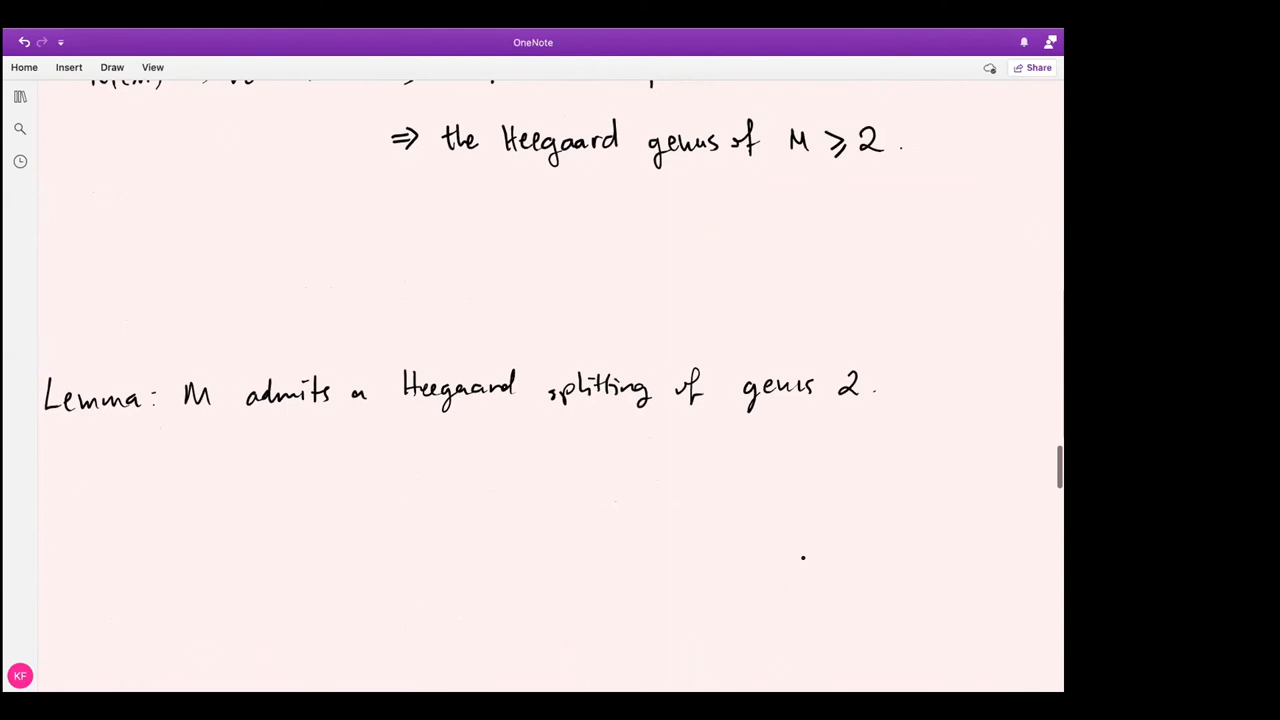 OneNote
Home Insert Draw View Share
⇒ the Heegaard genus of M ⩾ 2 .
Lemma: M admits a Heegaard splitting of genus 2 .
KF